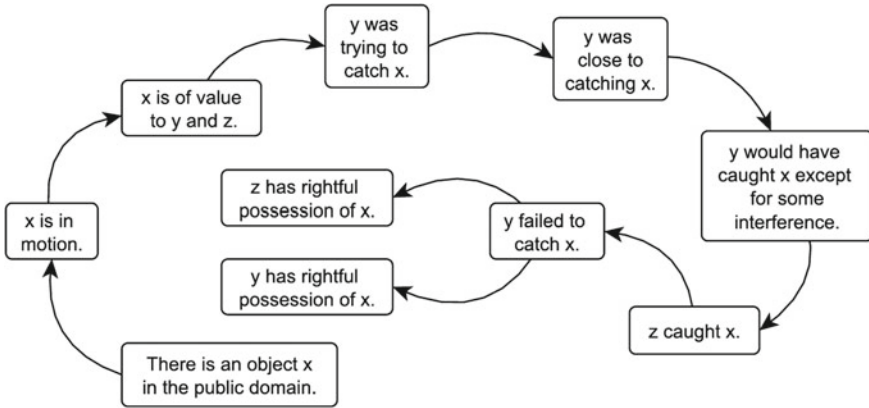 y was
trying to
catch x.
y was
close to
catching x.
x is of value
to y and z.
y would have
caught x except
for some
interference.
z has rightful
possession of x.
x is in
motion.
y failed to
catch x.
y has rightful
possession of x.
z caught x.
There is an object x
in the public domain.